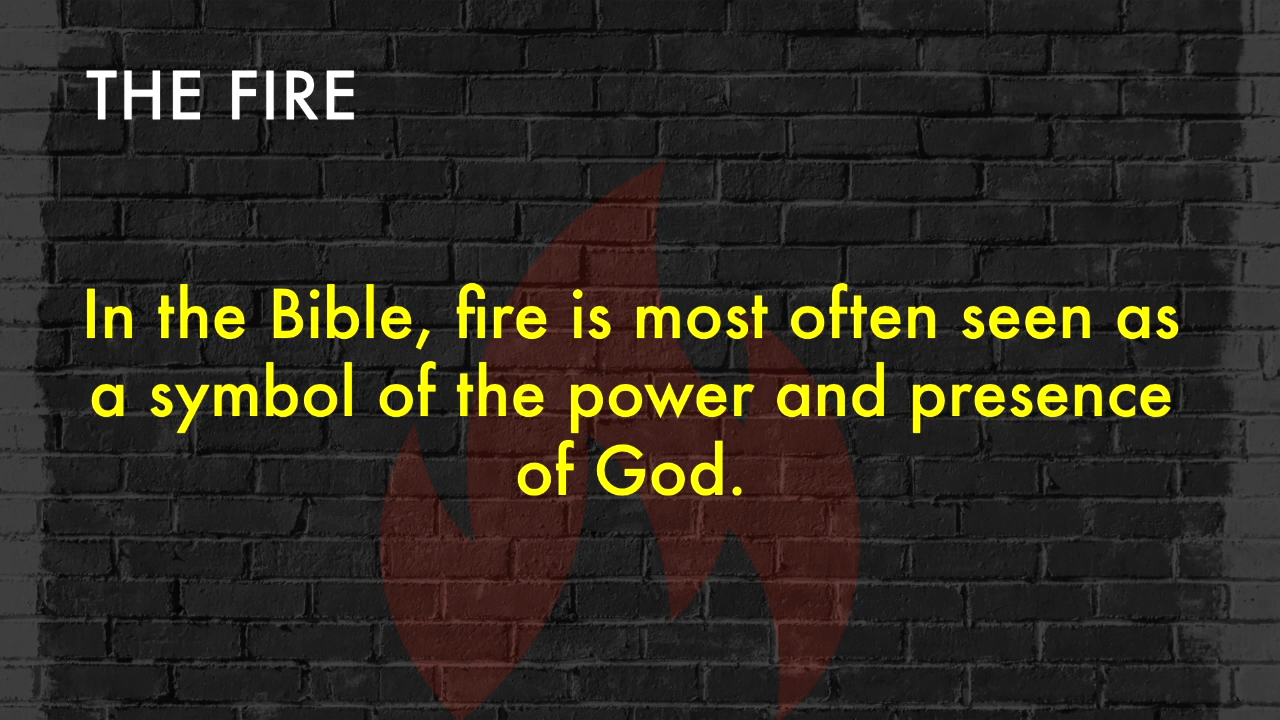 THE FIRE
In the Bible, fire is most often seen as
a symbol of the power and presence
of God.